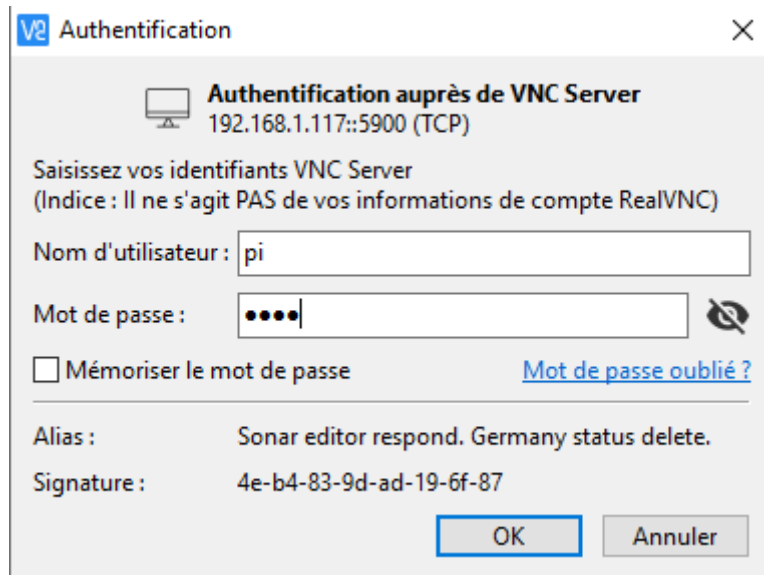 V2 Authentification
Authentification auprès de VNC Server
192.168.1.117::5900 (TCP)
Saisissez vos identifiants VNC Server
(Indice : Il ne s'agit PAS de vos informations de compte RealVNC)
Nom d'utilisateur : pi
Mot de passe : ••••
Mémoriser le mot de passe Mot de passe oublié ?
Alias : Sonar editor respond. Germany status delete.
Signature : 4e-b4-83-9d-ad-19-6f-87
OK Annuler